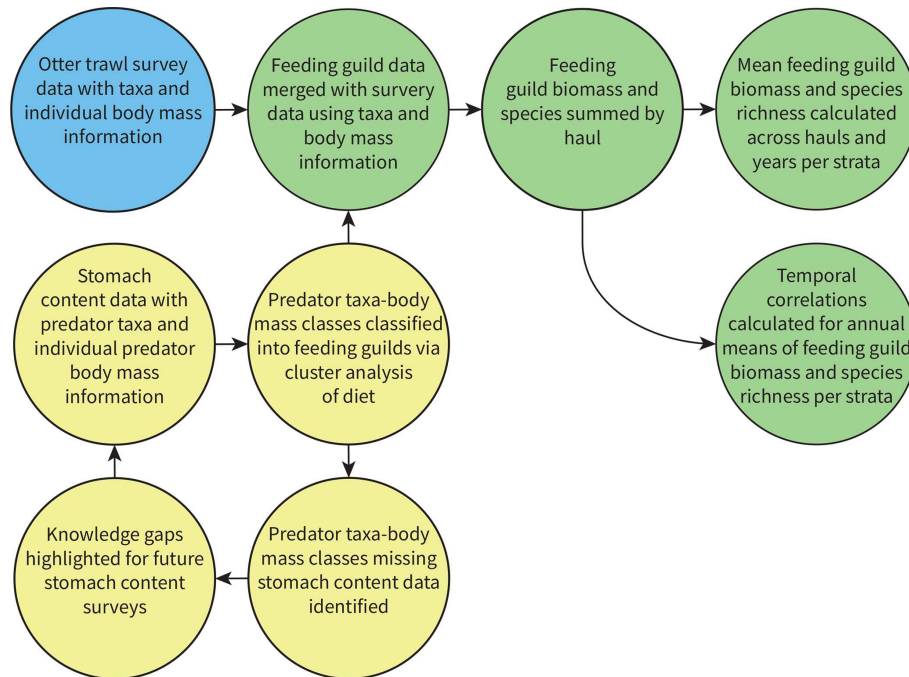 Otter trawl survey
data with taxa and
individual body mass
information
Feeding guild data
merged with survery
data using taxa and
body mass
information
Feeding
guild biomass and
species summed by
haul
Mean feeding guild
biomass and species
richness calculated
across hauls and
years per strata
Stomach
content data with
predator taxa and
individual predator
body mass
information
Predator taxa-body
mass classes classified
into feeding guilds via
cluster analysis
of diet
Temporal
correlations
calculated for annual
means of feeding guild
biomass and species
richness per strata
Knowledge gaps
highlighted for future
stomach content
surveys
Predator taxa-body
mass classes missing
stomach content data
identified